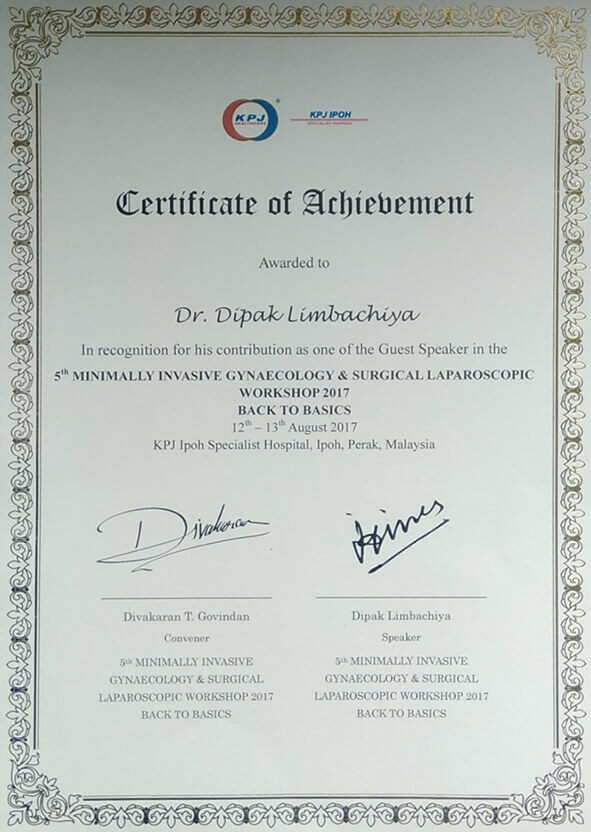 KPJ
HEALTHCARE
®
KPJ IPOH
SPECIALIST HOSPITAL
Certificate of Achievement
Awarded to
Dr. Dipak Limbachiya
In recognition for his contribution as one of the Guest Speaker in the
5th MINIMALLY INVASIVE GYNAECOLOGY & SURGICAL LAPAROSCOPIC
WORKSHOP 2017
BACK TO BASICS
12th – 13th August 2017
KPJ Ipoh Specialist Hospital, Ipoh, Perak, Malaysia
Divakaran
Divakaran T. Govindan
Convener
5th MINIMALLY INVASIVE
GYNAECOLOGY & SURGICAL
LAPAROSCOPIC WORKSHOP 2017
BACK TO BASICS
Dipak Limbachiya
Speaker
5th MINIMALLY INVASIVE
GYNAECOLOGY & SURGICAL
LAPAROSCOPIC WORKSHOP 2017
BACK TO BASICS